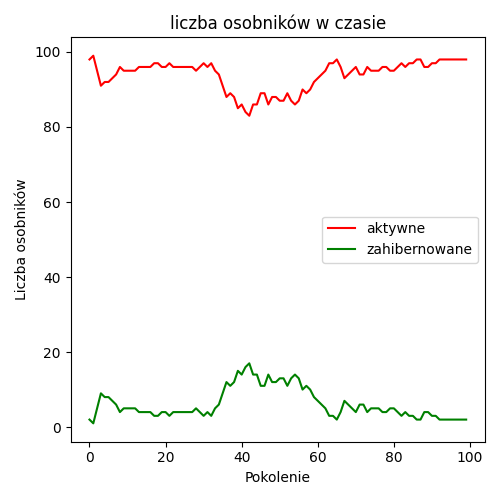 liczba osobników w czasie
Liczba osobników
100
80
60
40
20
0
aktywne
zahibernowane
0 20 40 60 80 100
Pokolenie